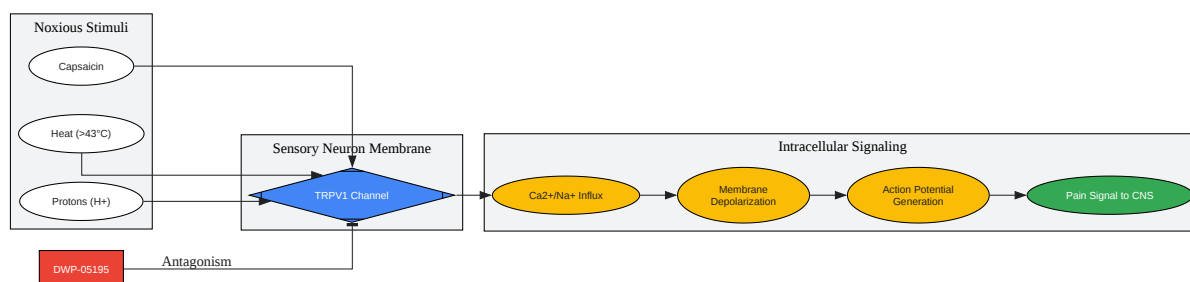 Noxious Stimuli
Capsaicin
Heat (>43°C)
Protons (H+)
DWP-05195
Antagonism
Sensory Neuron Membrane
TRPV1 Channel
Intracellular Signaling
Ca2+/Na+ Influx
Membrane
Depolarization
Action Potential
Generation
Pain Signal to CNS